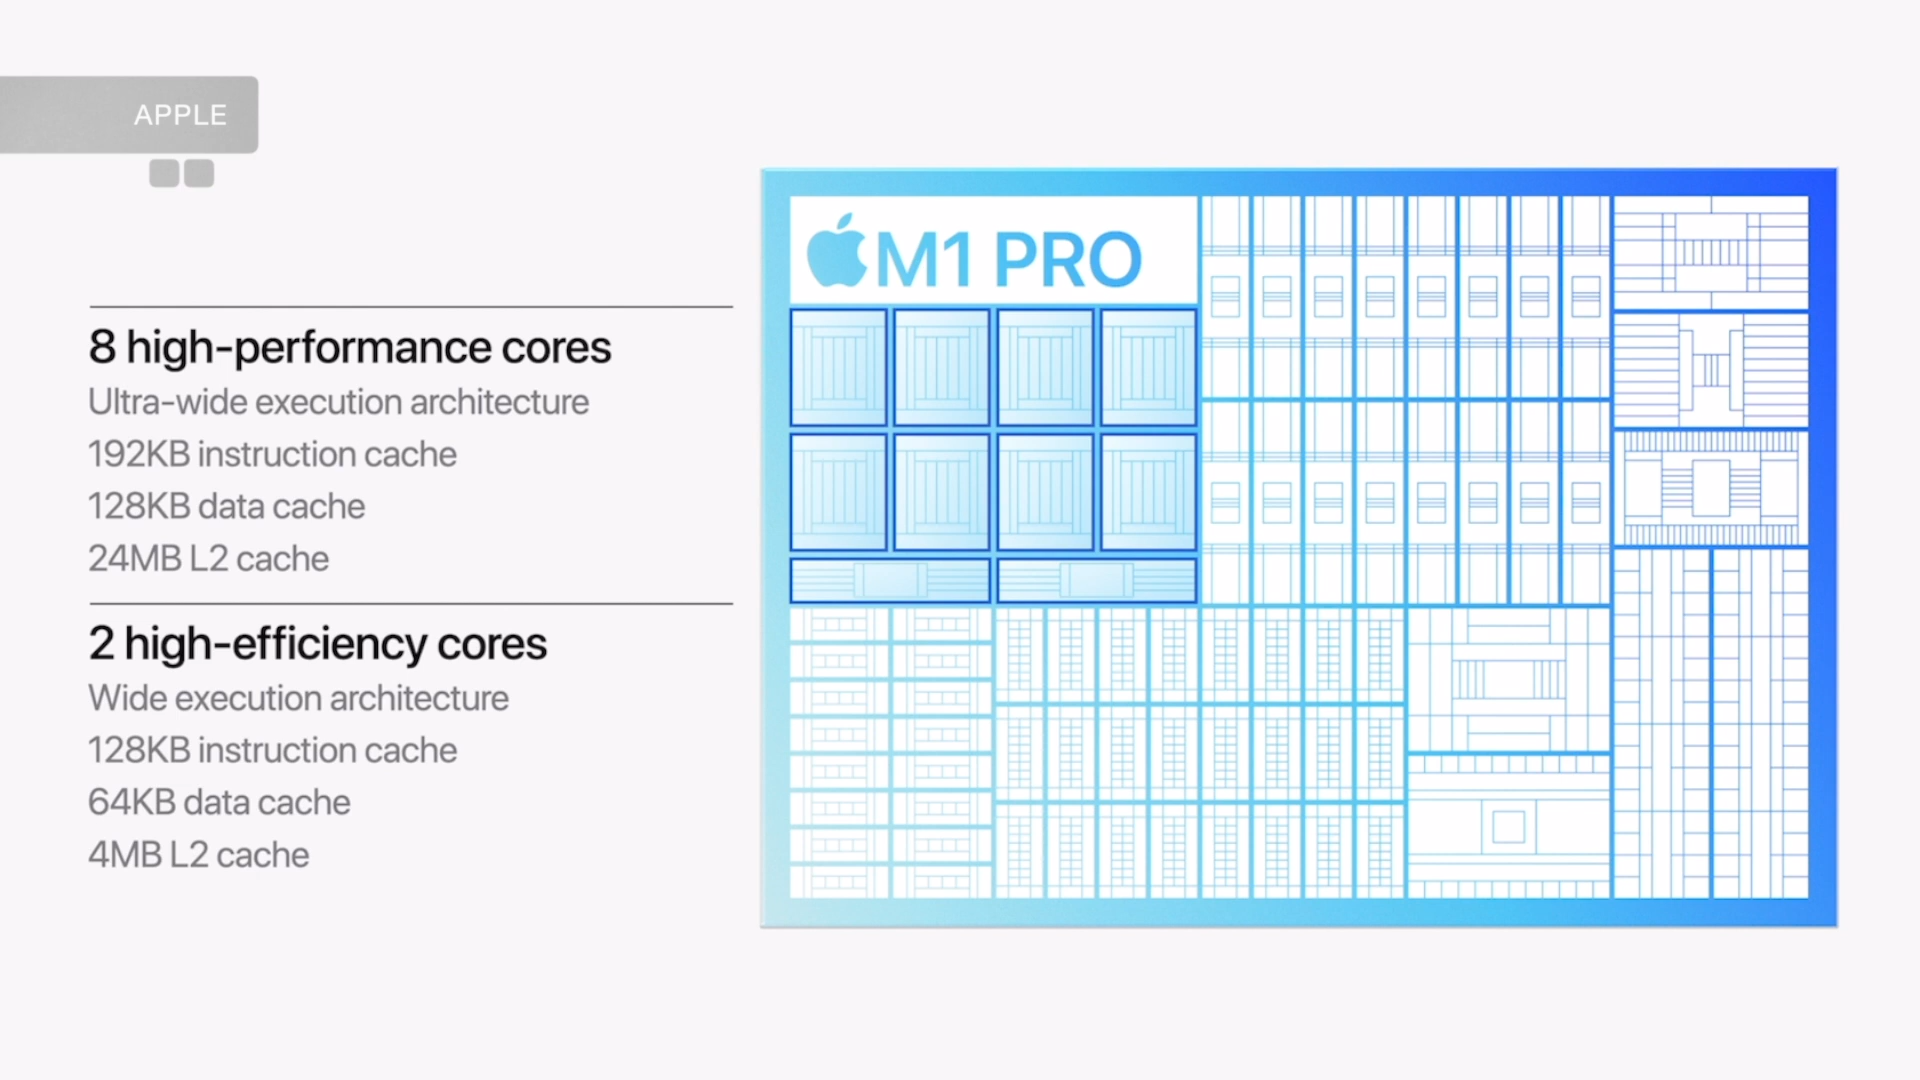 APPLE
M1 PRO
8 high-performance cores
Ultra-wide execution architecture
192KB instruction cache
128KB data cache
24MB L2 cache
2 high-efficiency cores
Wide execution architecture
128KB instruction cache
64KB data cache
4MB L2 cache